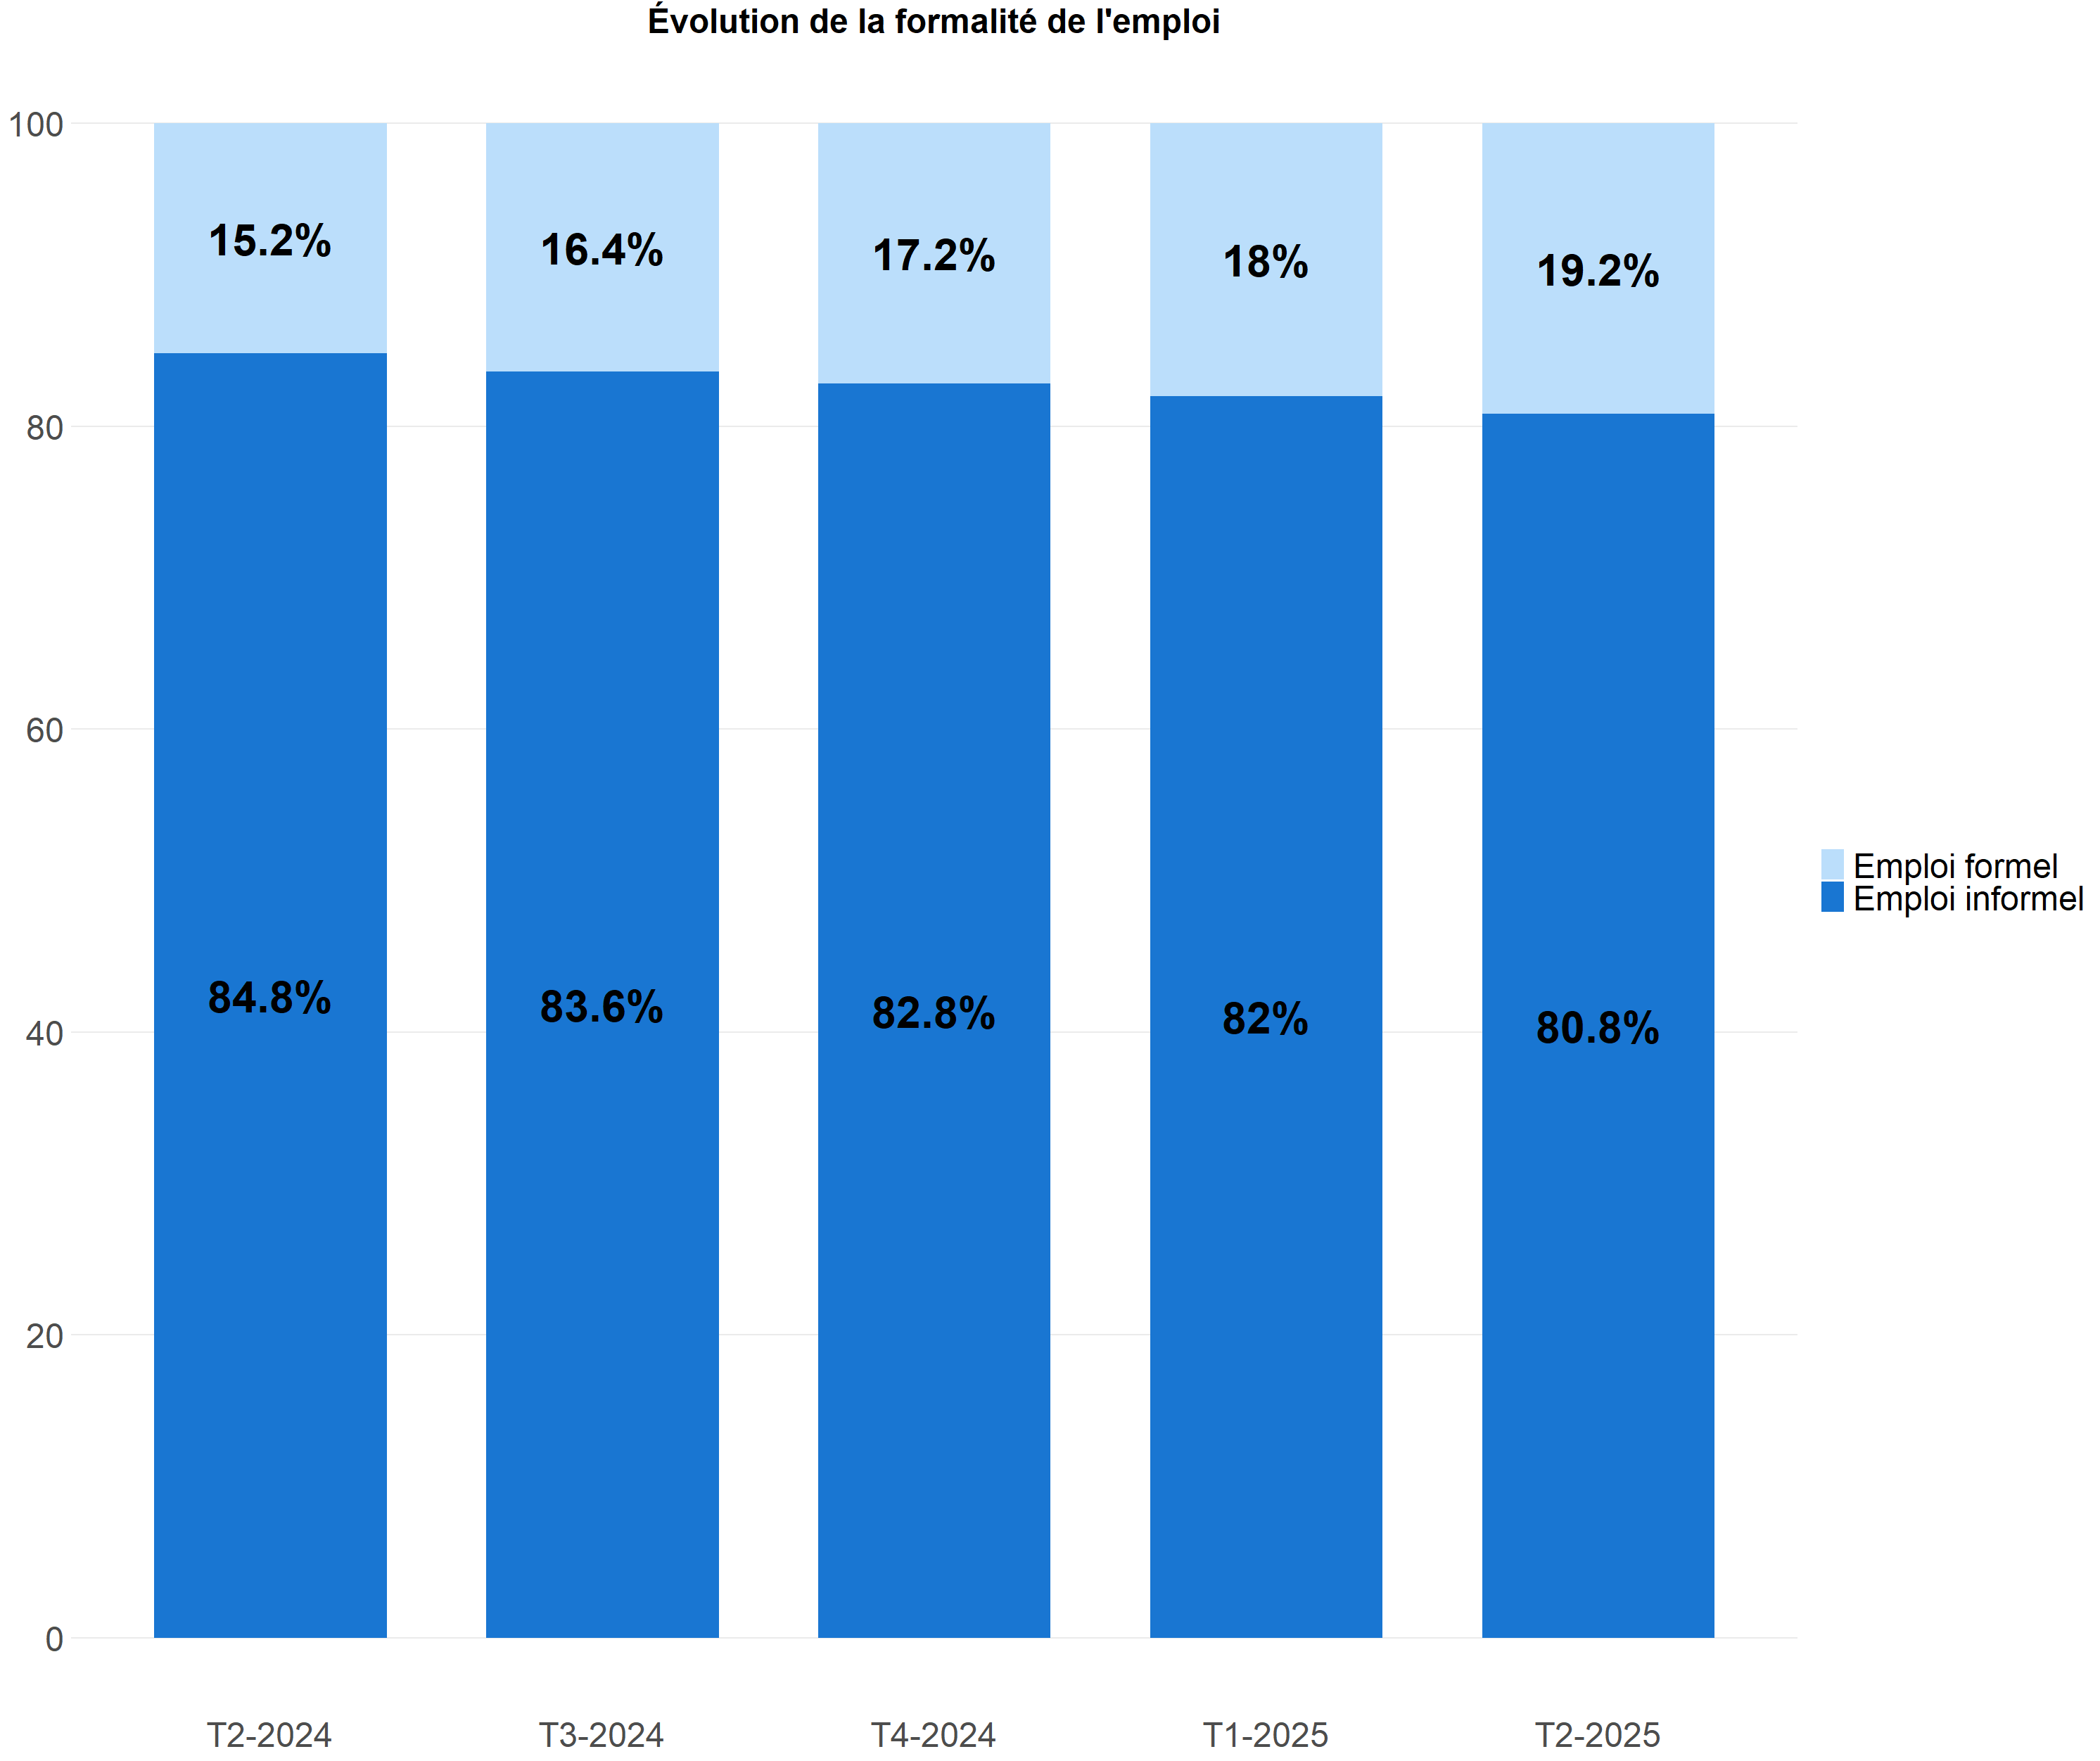 Évolution de la formalité de l'emploi
100
80
60
40
20
0
15.2%
16.4%
17.2%
18%
19.2%
84.8%
83.6%
82.8%
82%
80.8%
Emploi formel
Emploi informel
T2-2024
T3-2024
T4-2024
T1-2025
T2-2025